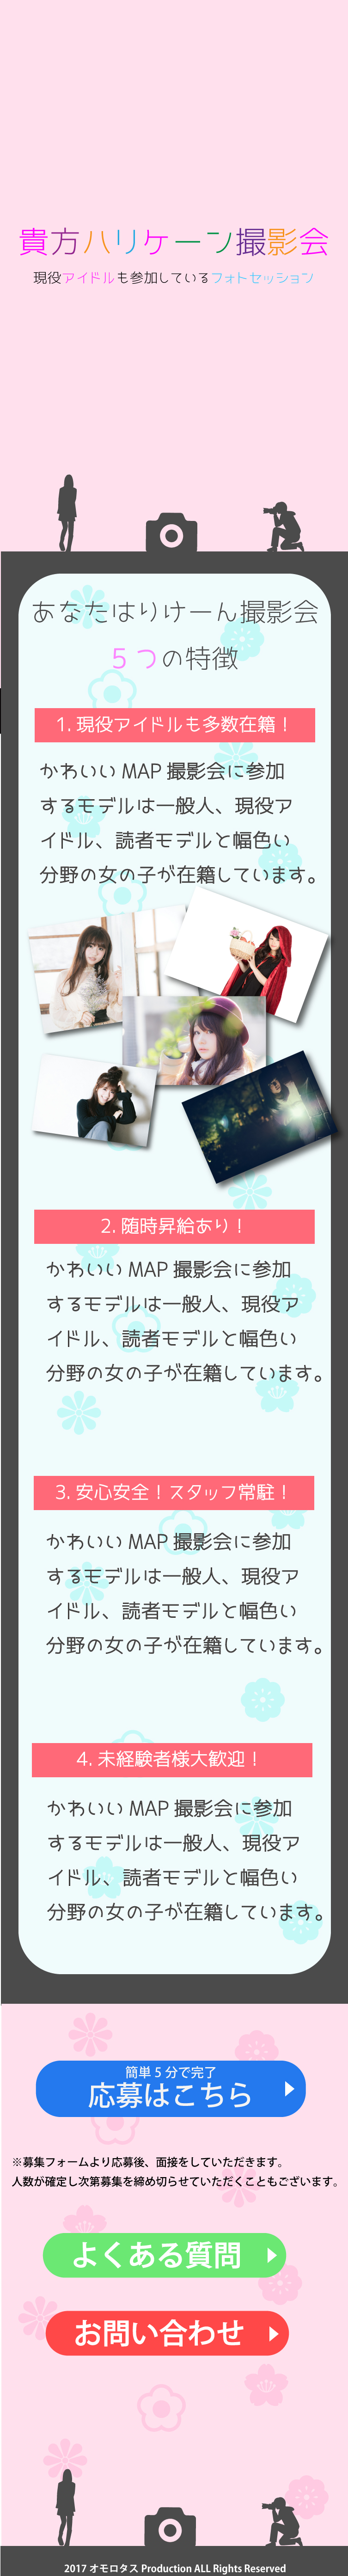 貴方ハリケーン撮影会
現役アイドルも参加しているフォトセッション
あなたはりけーん撮影会
５つの特徴
1. 現役アイドルも多数在籍！
かわいい MAP 撮影会に参加
するモデルは一般人、現役ア
イドル、読者モデルと幅色い
分野の女の子が在籍しています。
2. 随時昇給あり！
かわいい MAP 撮影会に参加
するモデルは一般人、現役ア
イドル、読者モデルと幅色い
分野の女の子が在籍しています。
3. 安心安全！スタッフ常駐！
かわいい MAP 撮影会に参加
するモデルは一般人、現役ア
イドル、読者モデルと幅色い
分野の女の子が在籍しています。
4. 未経験者様大歓迎！
かわいい MAP 撮影会に参加
するモデルは一般人、現役ア
イドル、読者モデルと幅色い
分野の女の子が在籍しています。
簡単 5 分で完了
応募はこちら
※募集フォームより応募後、面接をしていただきます。
人数が確定し次第募集を締め切らせていただくこともございます。
よくある質問
お問い合わせ
2017 オモロタス Production ALL Rights Reserved